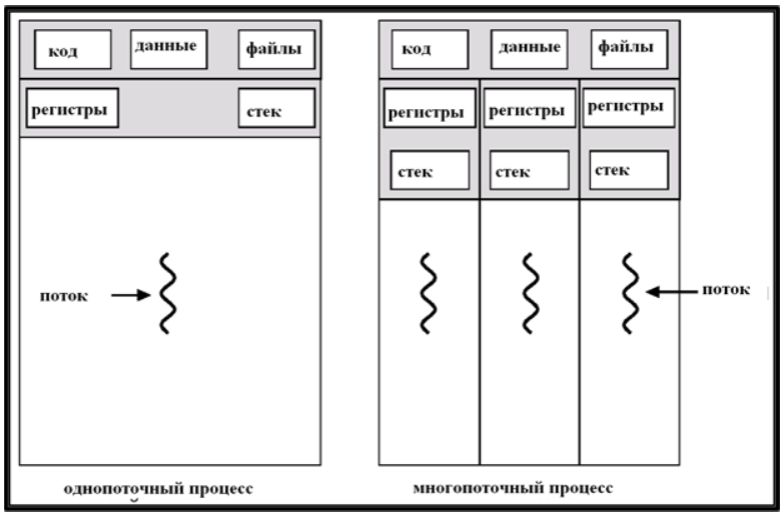 код данные файлы
регистры стек
поток
однопоточный процесс
код данные файлы
регистры регистры регистры
стек стек стек
поток
многопоточный процесс